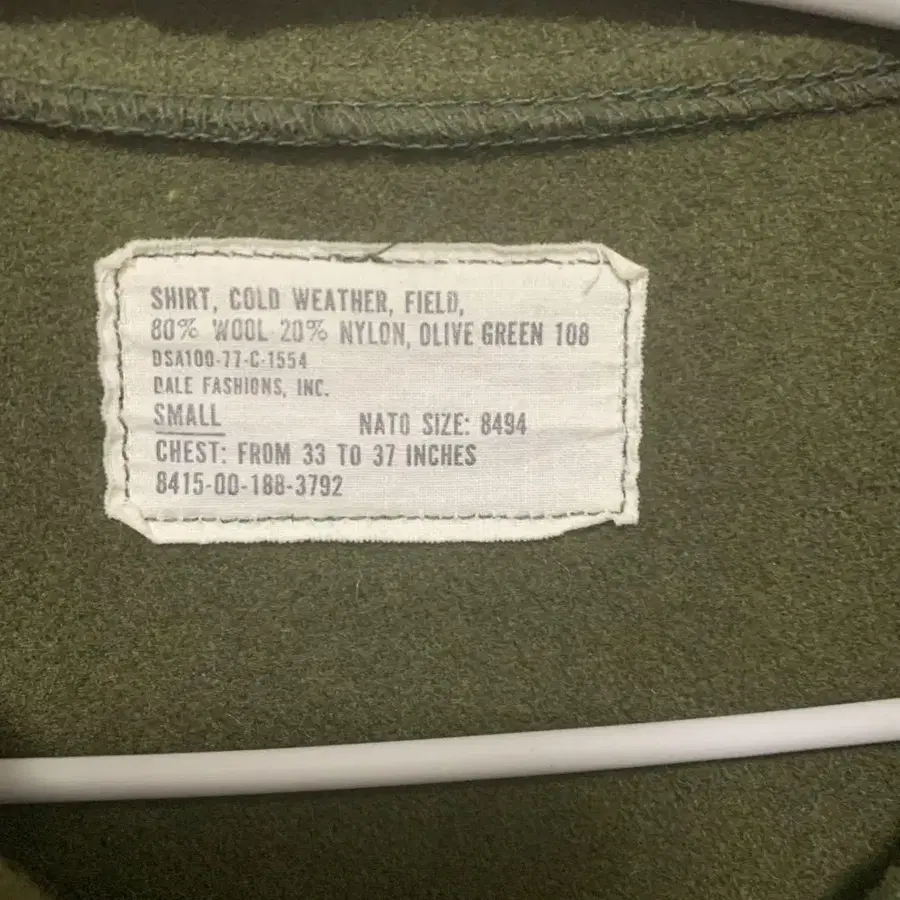 SHIRT, COLD WEATHER, FIELD,
80% WOOL 20% NYLON, OLIVE GREEN 108
DSA100-77-C-1554
DALE FASHIONS, INC.
SMALL NATO SIZE: 8494
CHEST: FROM 33 TO 37 INCHES
8415-00-188-3792